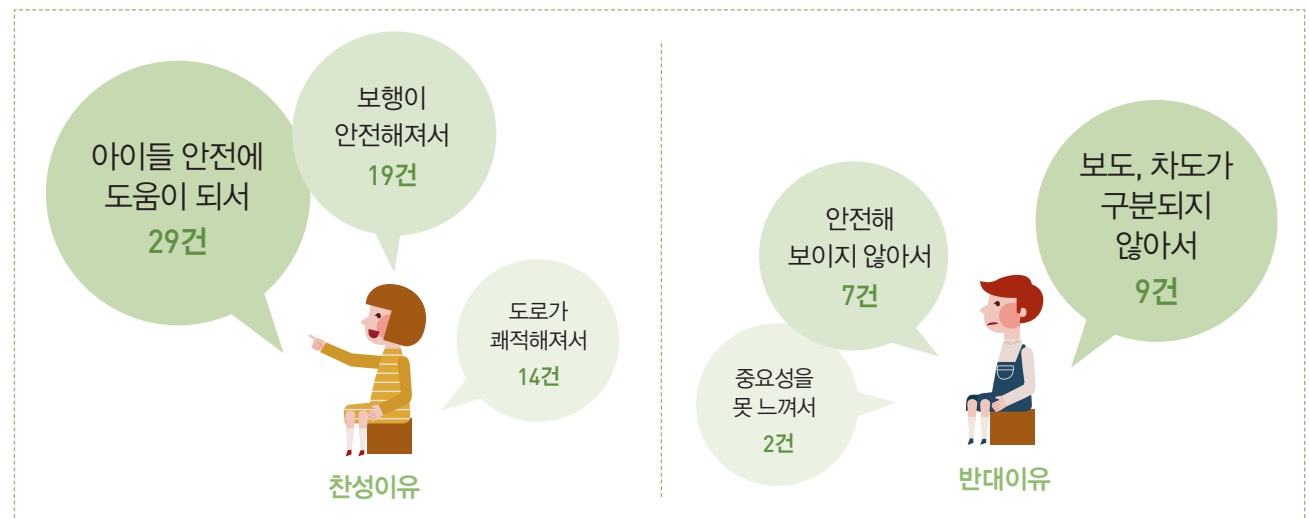 아이들 안전에
도움이 되서
29건
보행이
안전해져서
19건
도로가
쾌적해져서
14건
찬성이유
중요성을
못 느껴서
2건
안전해
보이지 않아서
7건
보도, 차도가
구분되지
않아서
9건
반대이유